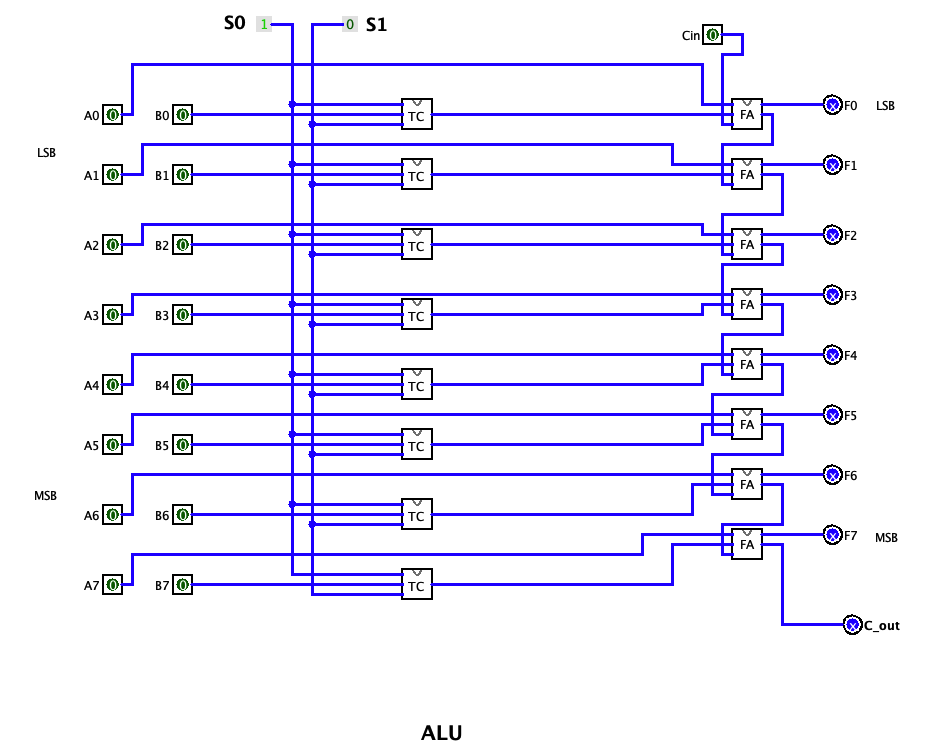 S0 1 0 S1
Cin 0
A0 0 B0 0 TC FA x F0 LSB
LSB
A1 0 B1 0 TC FA x F1
A2 0 B2 0 TC FA x F2
A3 0 B3 0 TC FA x F3
A4 0 B4 0 TC FA x F4
A5 0 B5 0 TC FA x F5
MSB
A6 0 B6 0 TC FA x F6
A7 0 B7 0 TC FA x F7 MSB
x C_out
ALU